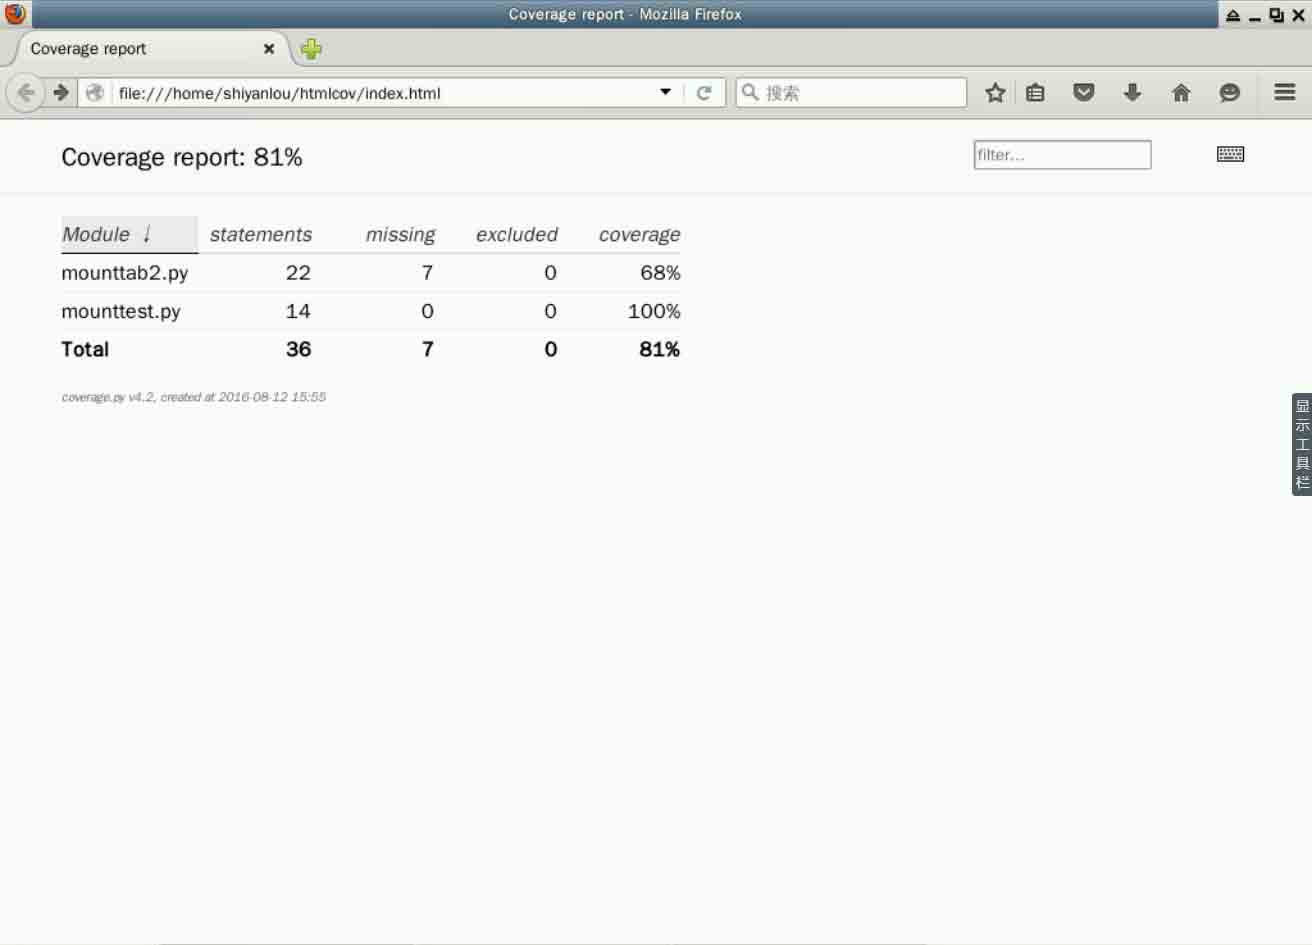 Coverage report - Mozilla Firefox
Coverage report
file:///home/shiyanlou/htmlcov/index.html
搜索
Coverage report: 81%
filter...
Module ↓ statements missing excluded coverage
mounttab2.py 22 7 0 68%
mounttest.py 14 0 0 100%
Total 36 7 0 81%
coverage.py v4.2, created at 2016-08-12 15:55
显示工具栏